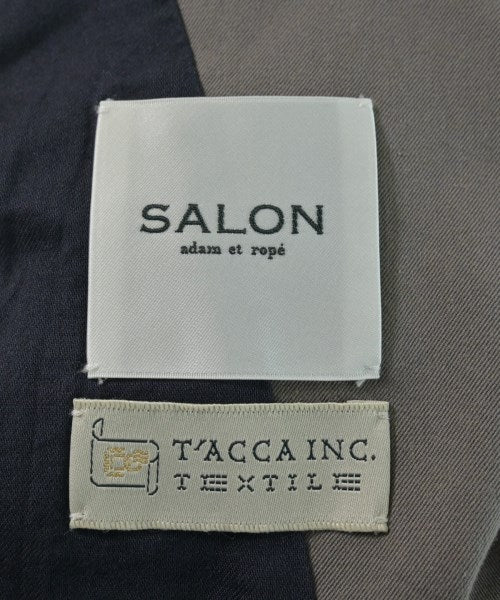 SALON
adam et ropé
T'ACCA INC.
TEXTILE